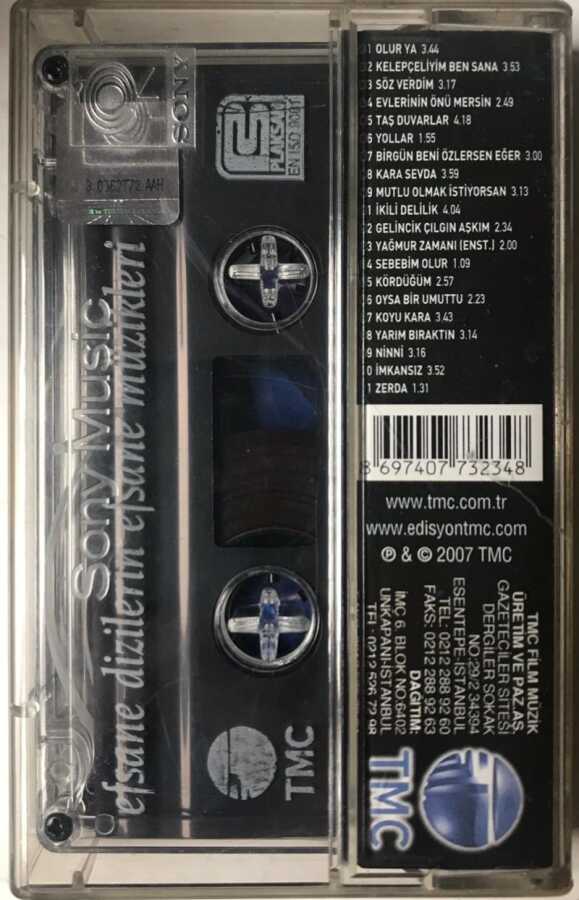 1 OLUR YA 3.44
2 KELEPÇELİYİM BEN SANA 3.53
3 SÖZ VERDİM 3.17
4 EVLERİNİN ÖNÜ MERSİN 2.49
5 TAŞ DUVARLAR 4.18
6 YOLLAR 1.55
7 BİRGÜN BENİ ÖZLERSEN EĞER 3.00
8 KARA SEVDA 3.59
9 MUTLU OLMAK İSTİYORSAN 3.13
1 İKİLİ DELİLİK 4.04
2 GELİNCİK ÇILGIN AŞKIM 2.34
3 YAĞMUR ZAMANI (ENST.) 2.00
4 SEBEBİM OLUR 1.09
5 KÖRDÜĞÜM 2.57
6 OYSA BİR UMUTTU 2.23
7 KOYU KARA 3.43
8 YARIM BIRAKTIN 3.14
9 NİNNİ 3.16
0 İMKANSIZ 3.52
1 ZERDA 1.31
8 697407 732348
www.tmc.com.tr
www.edisyontmc.com
℗ & © 2007 TMC
TMC FİLM MÜZİK
ÜRETİM VE PAZ.AŞ.
GAZETECİLER SİTESİ
DERGİLER SOKAK
NO:29/2 34394
ESENTEPE-İSTANBUL
TEL: 0212 288 92 60
FAKS: 0212 288 92 63
DAĞITIM:
İMÇ 6. BLOK NO:6402
UNKAPANI-İSTANBUL
TEL: 0212 526 79 98
TMC
SONY
PLAKSAN
Sony Music
efsane dizilerin efsane müzikleri
TMC